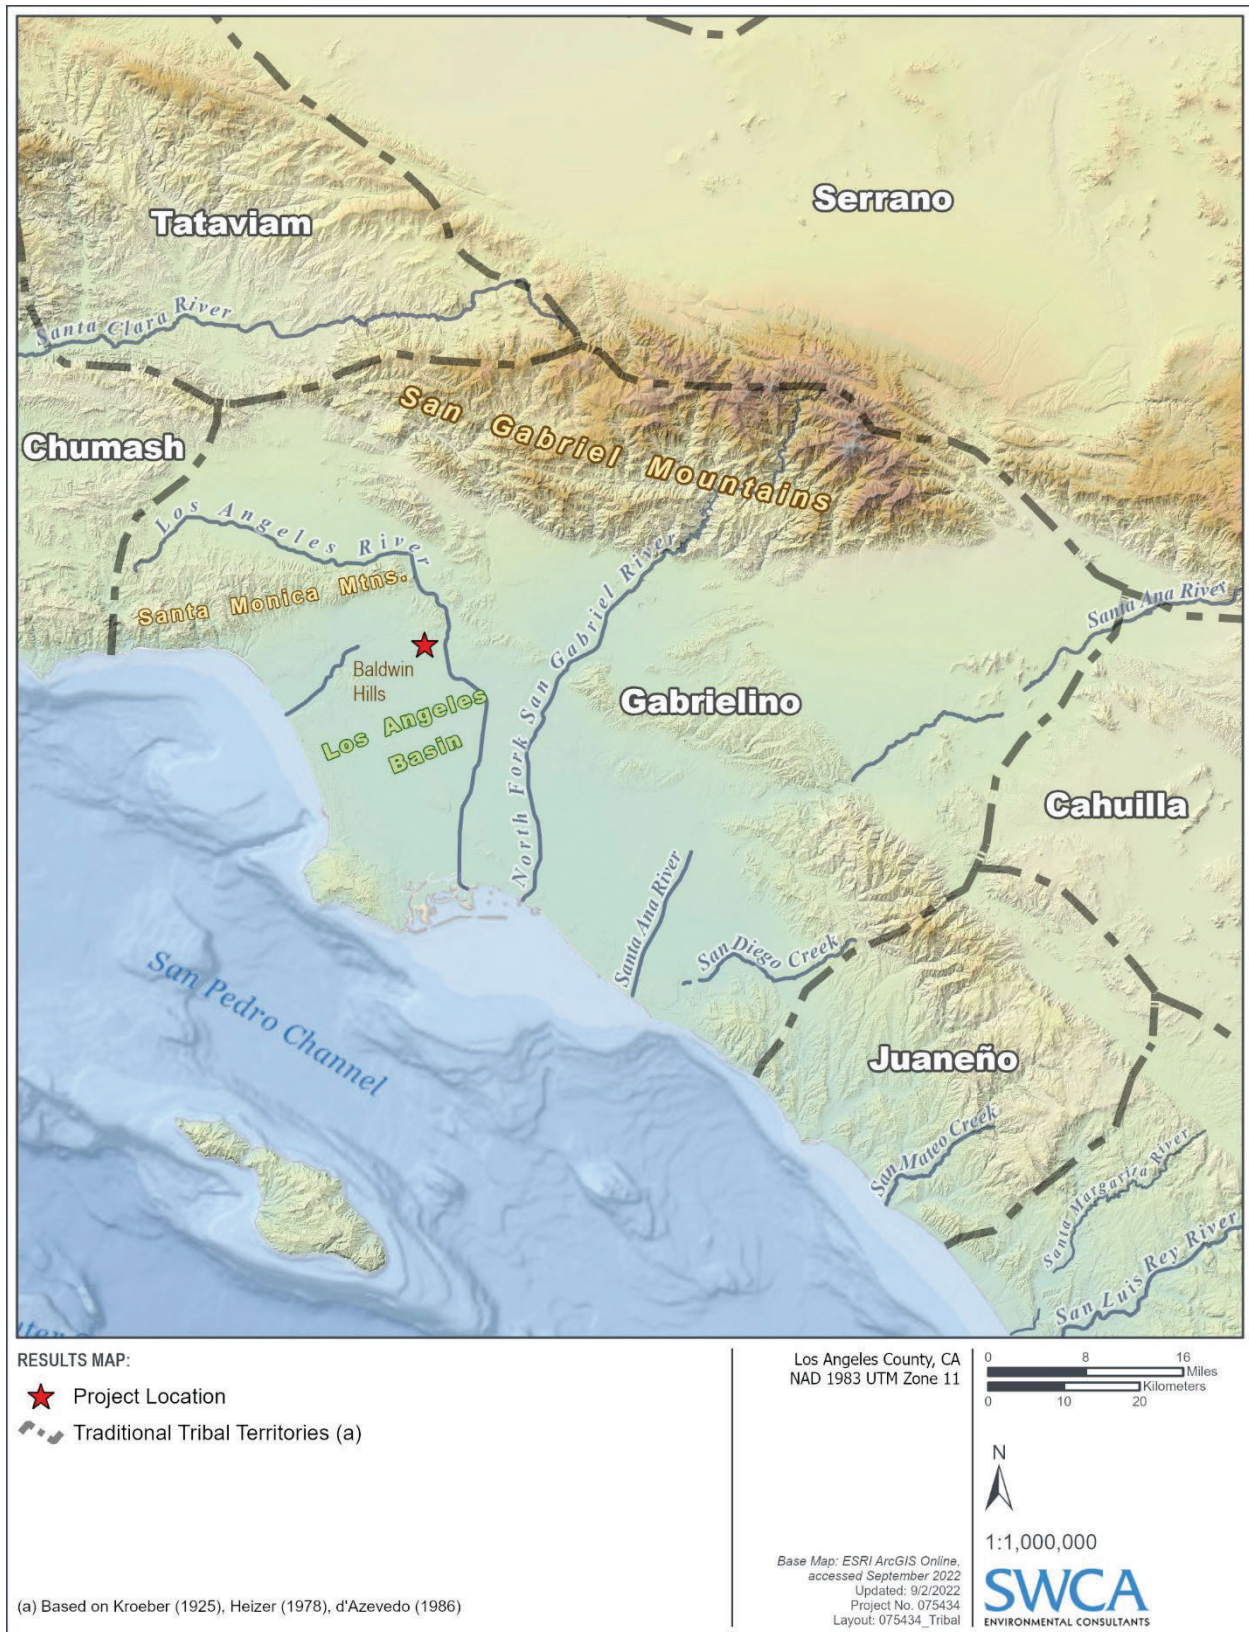 Serrano
Tataviam
Santa Clara River
San Gabriel Mountains
Chumash
Los Angeles River
Santa Monica Mtns.
North Fork San Gabriel River
Santa Ana River
Baldwin
Hills
Gabrielino
Los Angeles
Basin
Cahuilla
Santa Ana River
San Diego Creek
San Pedro Channel
Juaneño
San Mateo Creek
Santa Margarita River
San Luis Rey River
RESULTS MAP:
Project Location
Traditional Tribal Territories (a)
(a) Based on Kroeber (1925), Heizer (1978), d'Azevedo (1986)
Los Angeles County, CA
NAD 1983 UTM Zone 11
Base Map: ESRI ArcGIS Online,
accessed September 2022
Updated: 9/2/2022
Project No. 075434
Layout: 075434_Tribal
0 8 16
Miles
Kilometers
0 10 20
N
1:1,000,000
SWCA
ENVIRONMENTAL CONSULTANTS